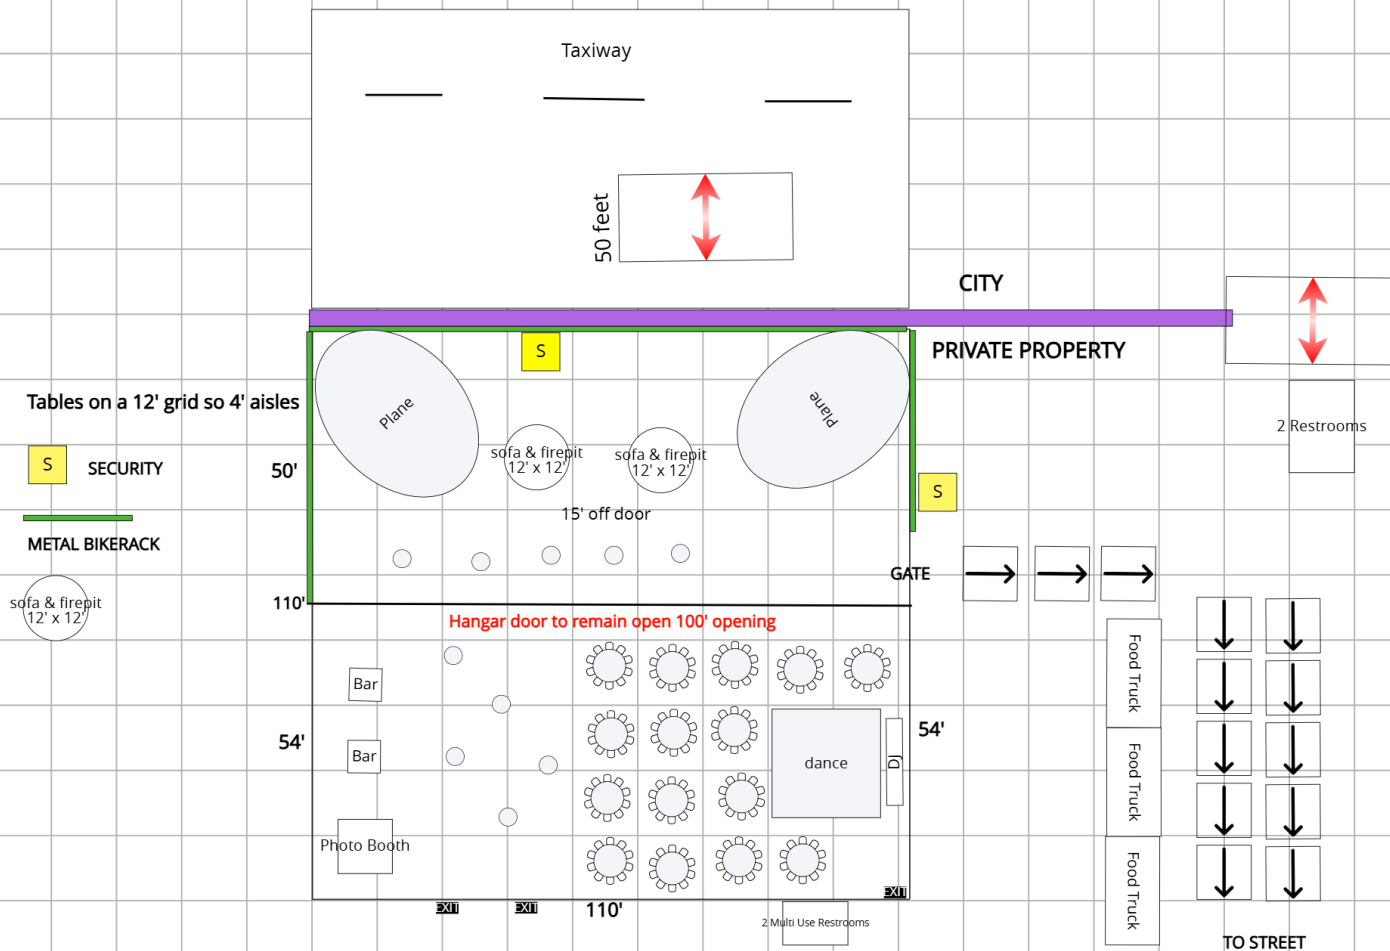 Taxiway
50 feet
CITY
PRIVATE PROPERTY
S
Plane
Plane
Tables on a 12' grid so 4' aisles
2 Restrooms
sofa & firepit
12' x 12'
sofa & firepit
12' x 12'
S
SECURITY
50'
S
15' off door
METAL BIKERACK
GATE
sofa & firepit
12' x 12'
110'
Hangar door to remain open 100' opening
Bar
Food Truck
54'
Bar
dance
DJ
54'
Food Truck
Photo Booth
Food Truck
EXIT
EXIT
EXIT
110'
2 Multi Use Restrooms
TO STREET